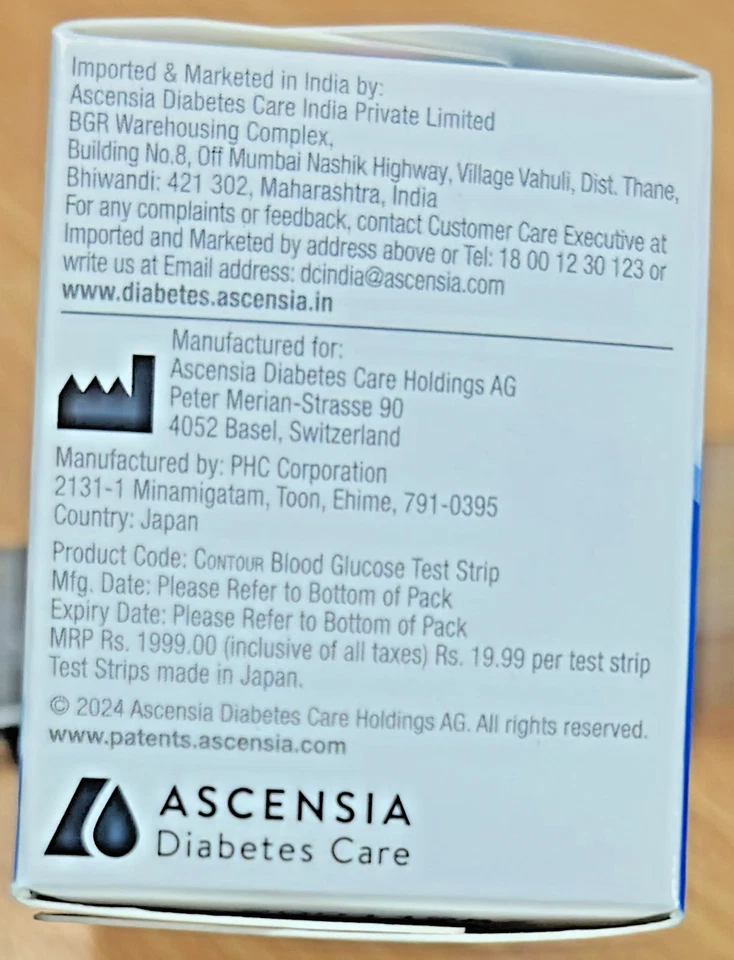 Imported & Marketed in India by:
Ascensia Diabetes Care India Private Limited
BGR Warehousing Complex,
Building No.8, Off Mumbai Nashik Highway, Village Vahuli, Dist. Thane,
Bhiwandi: 421 302, Maharashtra, India
For any complaints or feedback, contact Customer Care Executive at
Imported and Marketed by address above or Tel: 18 00 12 30 123 or
write us at Email address: dcindia@ascensia.com
www.diabetes.ascensia.in
Manufactured for:
Ascensia Diabetes Care Holdings AG
Peter Merian-Strasse 90
4052 Basel, Switzerland
Manufactured by: PHC Corporation
2131-1 Minamigatam, Toon, Ehime, 791-0395
Country: Japan
Product Code: CONTOUR Blood Glucose Test Strip
Mfg. Date: Please Refer to Bottom of Pack
Expiry Date: Please Refer to Bottom of Pack
MRP Rs. 1999.00 (inclusive of all taxes) Rs. 19.99 per test strip
Test Strips made in Japan.
© 2024 Ascensia Diabetes Care Holdings AG. All rights reserved.
www.patents.ascensia.com
ASCENSIA
Diabetes Care